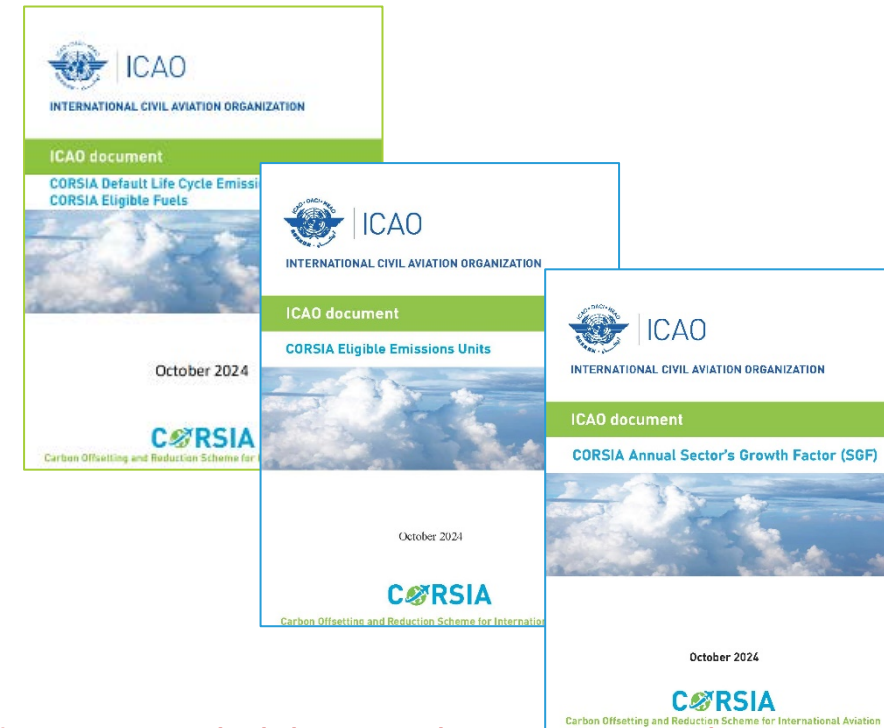 ICAO
INTERNATIONAL CIVIL AVIATION ORGANIZATION
ICAO document
CORSIA Default Life Cycle Emissi
CORSIA Eligible Fuels
October 2024
CORSIA
Carbon Offsetting and Reduction Scheme for
ICAO
INTERNATIONAL CIVIL AVIATION ORGANIZATION
ICAO document
CORSIA Eligible Emissions Units
October 2024
CORSIA
Carbon Offsetting and Reduction Scheme for Internation
ICAO
INTERNATIONAL CIVIL AVIATION ORGANIZATION
ICAO document
CORSIA Annual Sector's Growth Factor (SGF)
October 2024
CORSIA
Carbon Offsetting and Reduction Scheme for International Aviation